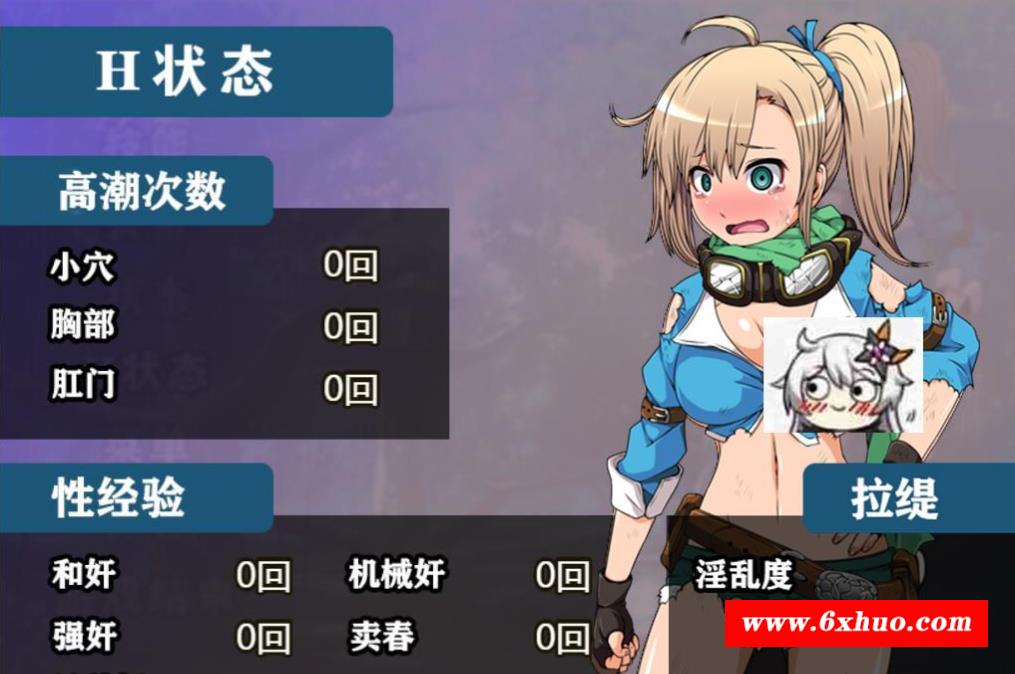 H状态
高潮次数
小穴 0回
胸部 0回
肛门 0回
性经验
拉缇
和奸 0回 机械奸 0回 淫乱度
强奸 0回 卖春 0回
www.6xhuo.com